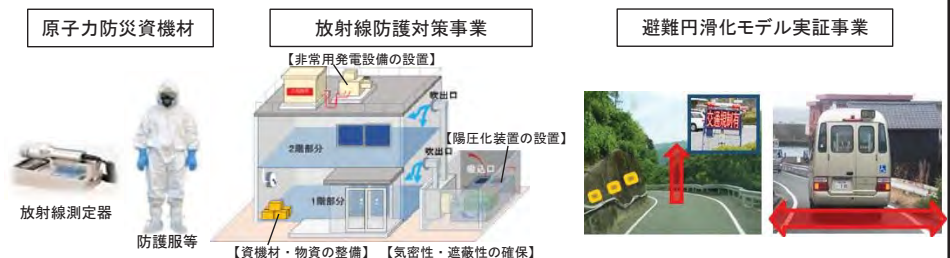 原子力防災資機材
放射線測定器
防護服等
放射線防護対策事業
【非常用発電設備の設置】
吹出口
【陽圧化装置の設置】
2階部分
吹出口
吸込口
1階部分
【資機材・物資の整備】
【気密性・遮蔽性の確保】
避難円滑化モデル実証事業
交通規制有